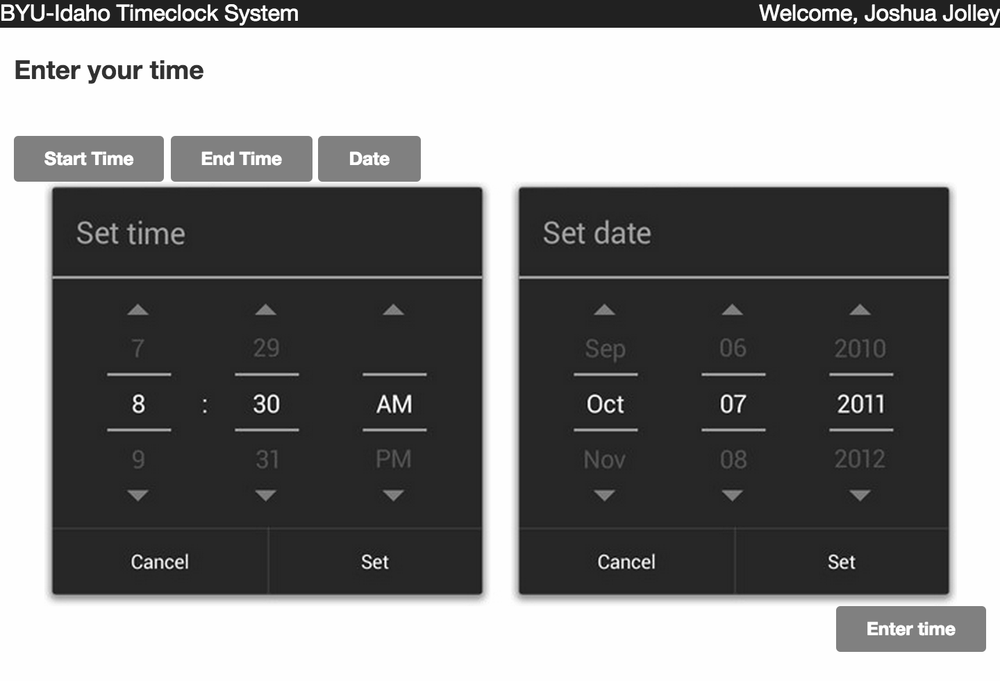 BYU-Idaho Timeclock System
Welcome, Joshua Jolley
Enter your time
Start Time
End Time
Date
Set time
7 29
8 : 30 AM
9 31 PM
Cancel Set
Set date
Sep 06 2010
Oct 07 2011
Nov 08 2012
Cancel Set
Enter time